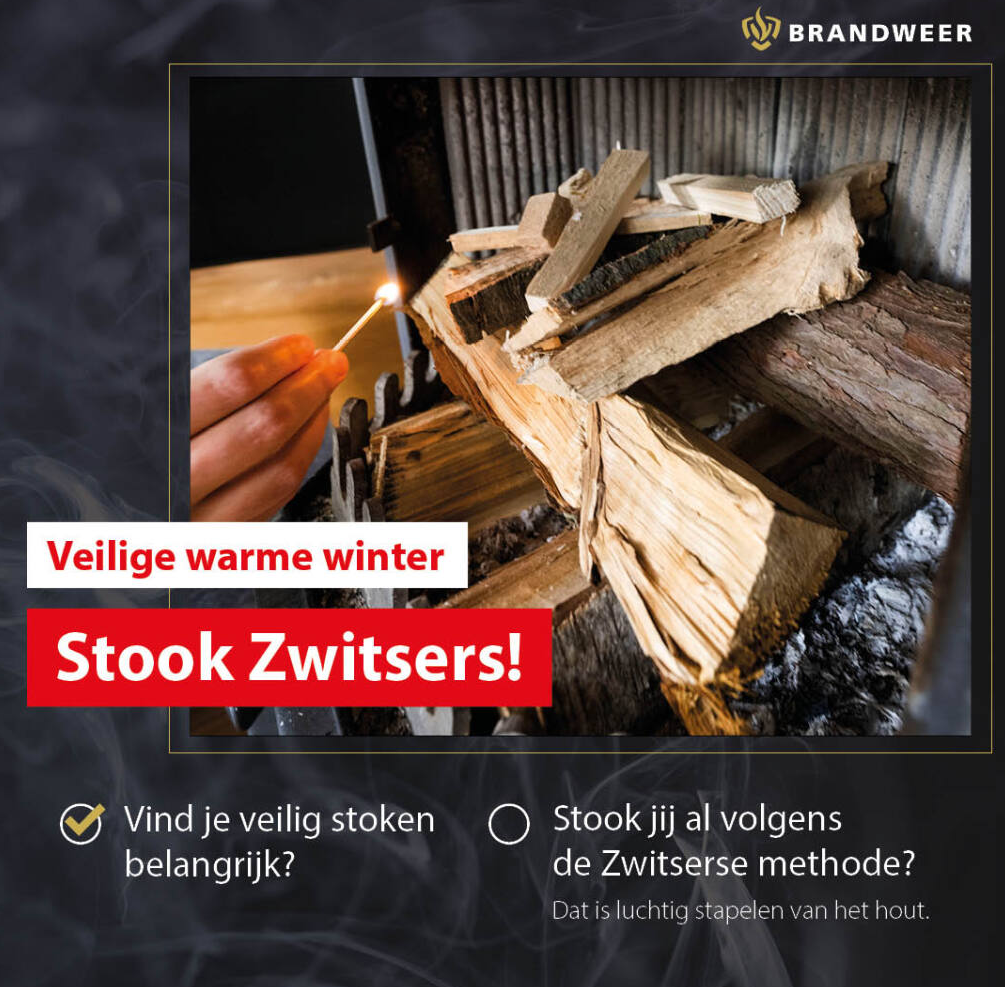 BRANDWEER
Veilige warme winter
Stook Zwitsers!
Vind je veilig stoken
belangrijk?
Stook jij al volgens
de Zwitserse methode?
Dat is luchtig stapelen van het hout.